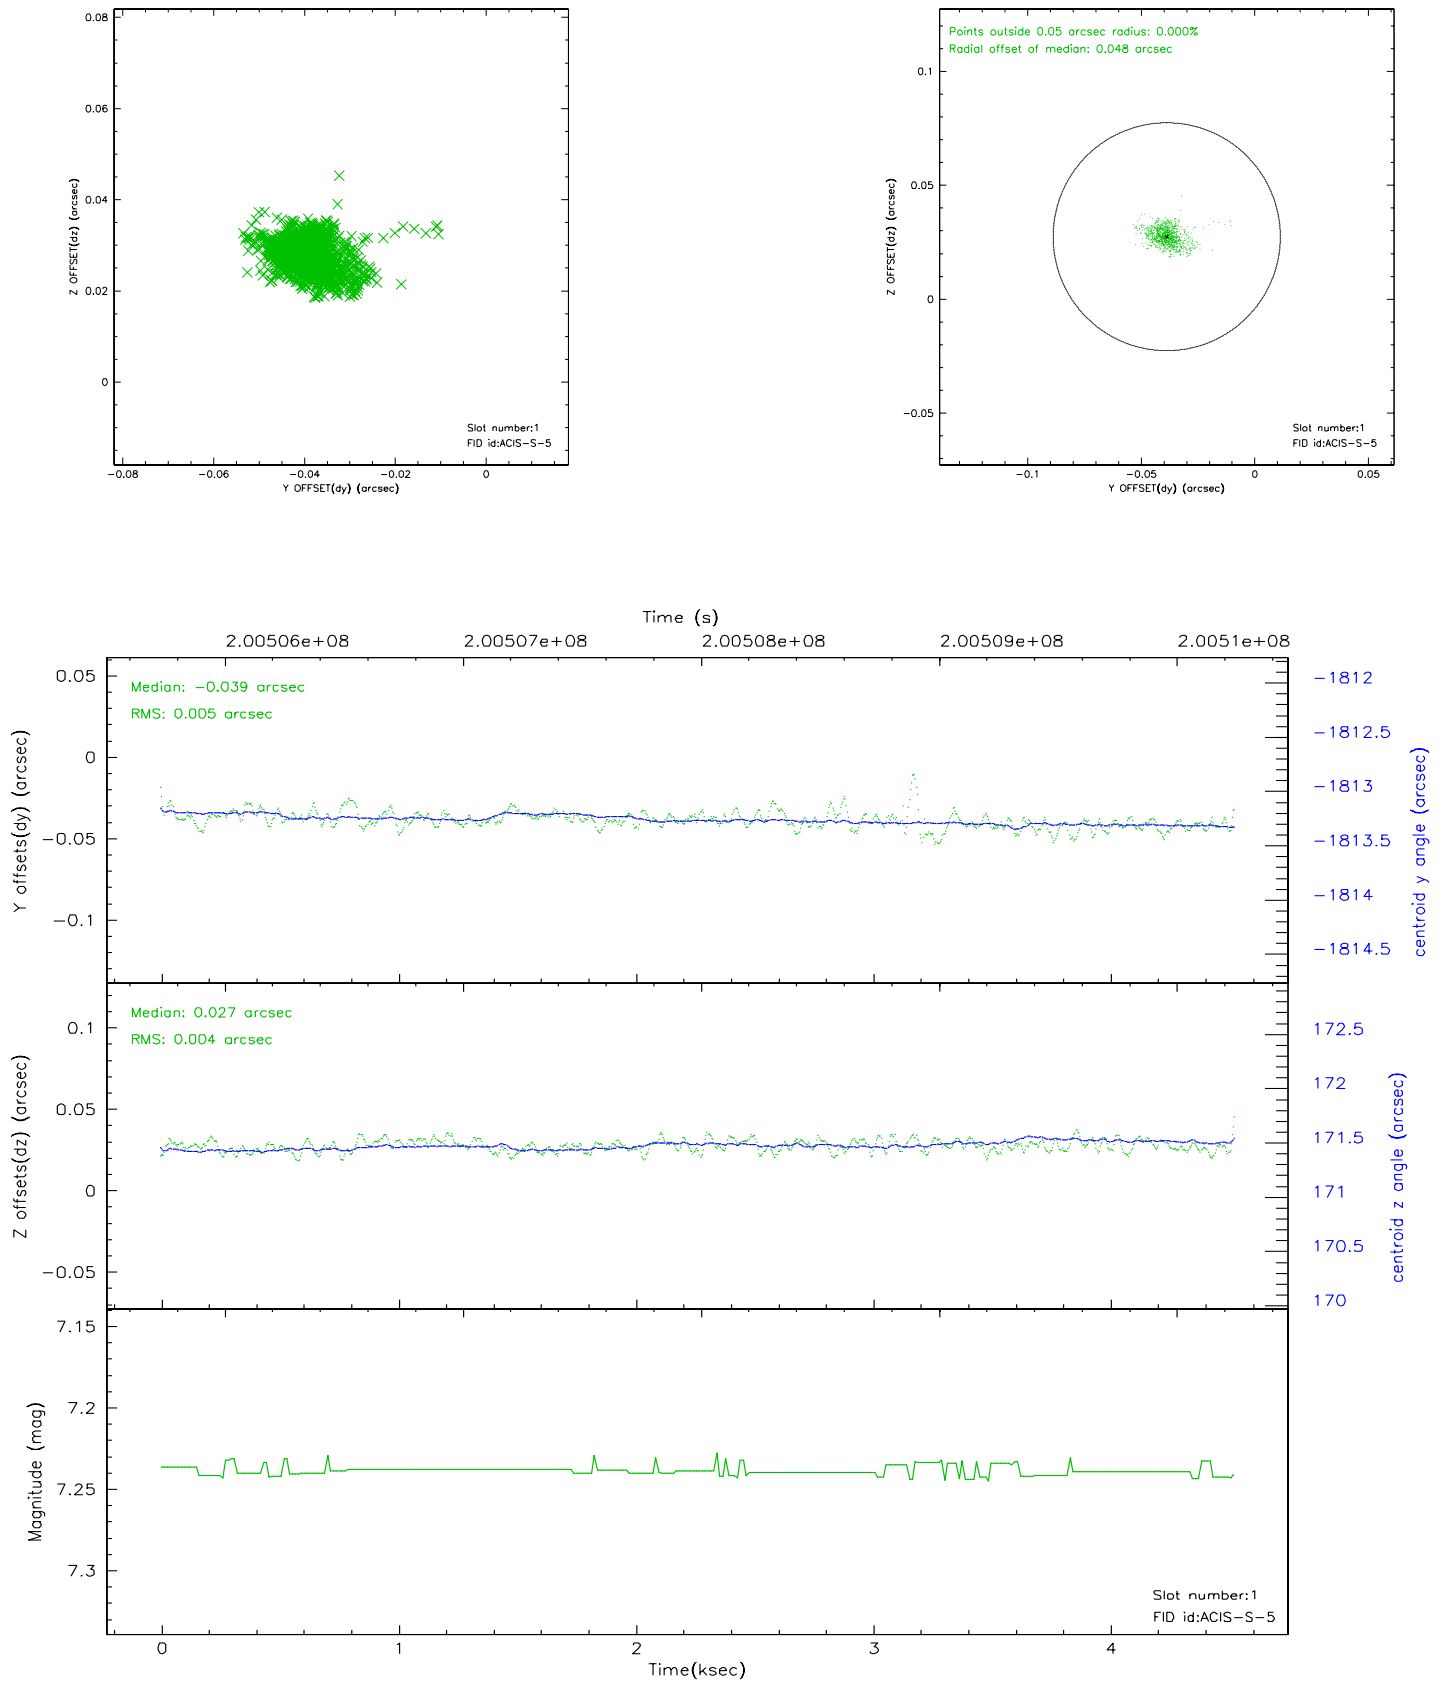 0.08
0.06
0.04
0.02
0
Z OFFSET(dz) (arcsec)
Slot number:1
FID id:ACIS-S-5
-0.08 -0.06 -0.04 -0.02 0
Y OFFSET(dy) (arcsec)
Points outside 0.05 arcsec radius: 0.000%
Radial offset of median: 0.048 arcsec
0.1
0.05
0
-0.05
Z OFFSET(dz) (arcsec)
Slot number:1
FID id:ACIS-S-5
-0.1 -0.05 0 0.05
Y OFFSET(dy) (arcsec)
Time (s)
2.00506e+08 2.00507e+08 2.00508e+08 2.00509e+08 2.0051e+08
Median: -0.039 arcsec
RMS: 0.005 arcsec
0.05
0
-0.05
-0.1
Y offsets(dy) (arcsec)
-1812
-1812.5
-1813
-1813.5
-1814
-1814.5
centroid y angle (arcsec)
Median: 0.027 arcsec
RMS: 0.004 arcsec
0.1
0.05
0
-0.05
Z offsets(dz) (arcsec)
172.5
172
171.5
171
170.5
170
centroid z angle (arcsec)
7.15
7.2
7.25
7.3
Magnitude (mag)
Slot number:1
FID id:ACIS-S-5
0 1 2 3 4
Time(ksec)